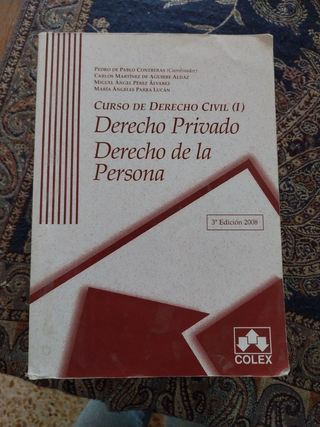 PEDRO DE PABLO CONTRERAS (Coordinador)
CARLOS MARTÍNEZ DE AGUIRRE ALDAZ
MIGUEL ÁNGEL PÉREZ ÁLVAREZ
MARÍA ÁNGELES PARRA LUCÁN
CURSO DE DERECHO CIVIL (I)
Derecho Privado
Derecho de la
Persona
3ª Edición 2008
COLEX